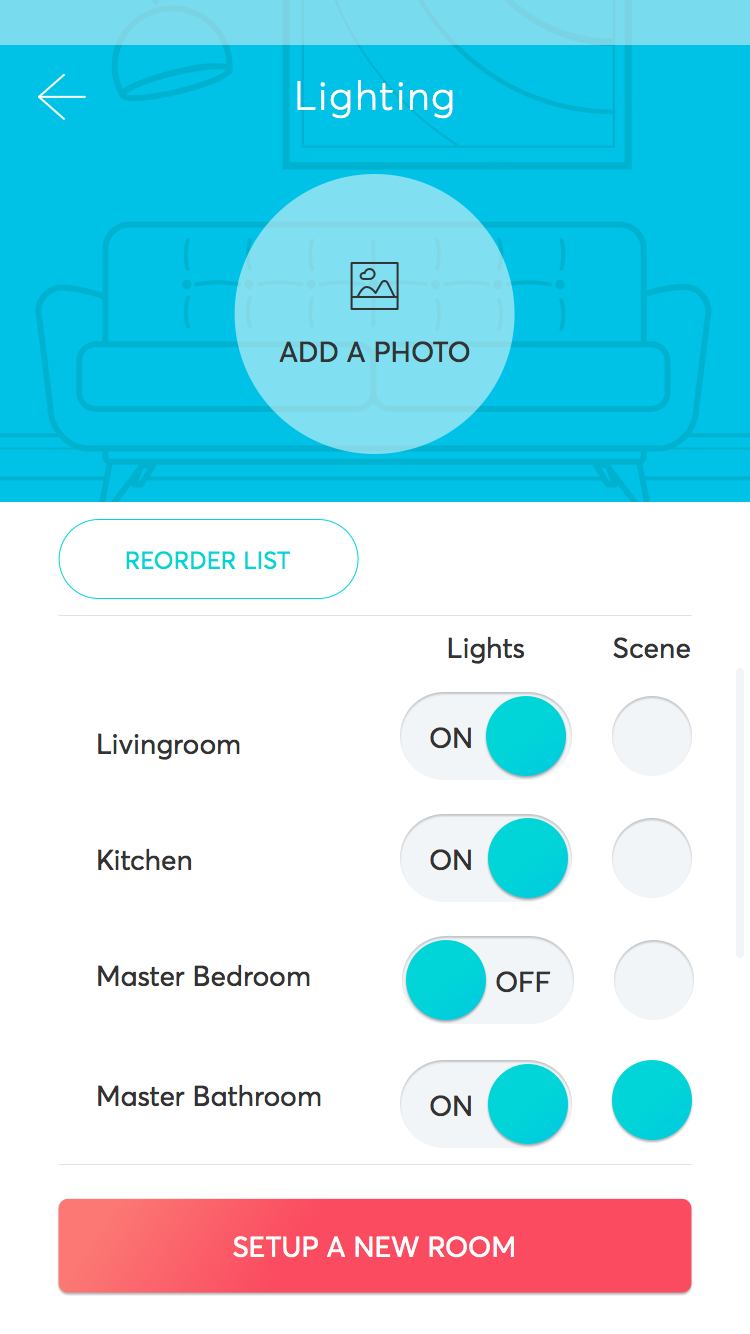 Lighting
ADD A PHOTO
REORDER LIST
Lights Scene
Livingroom ON
Kitchen ON
Master Bedroom OFF
Master Bathroom ON
SETUP A NEW ROOM